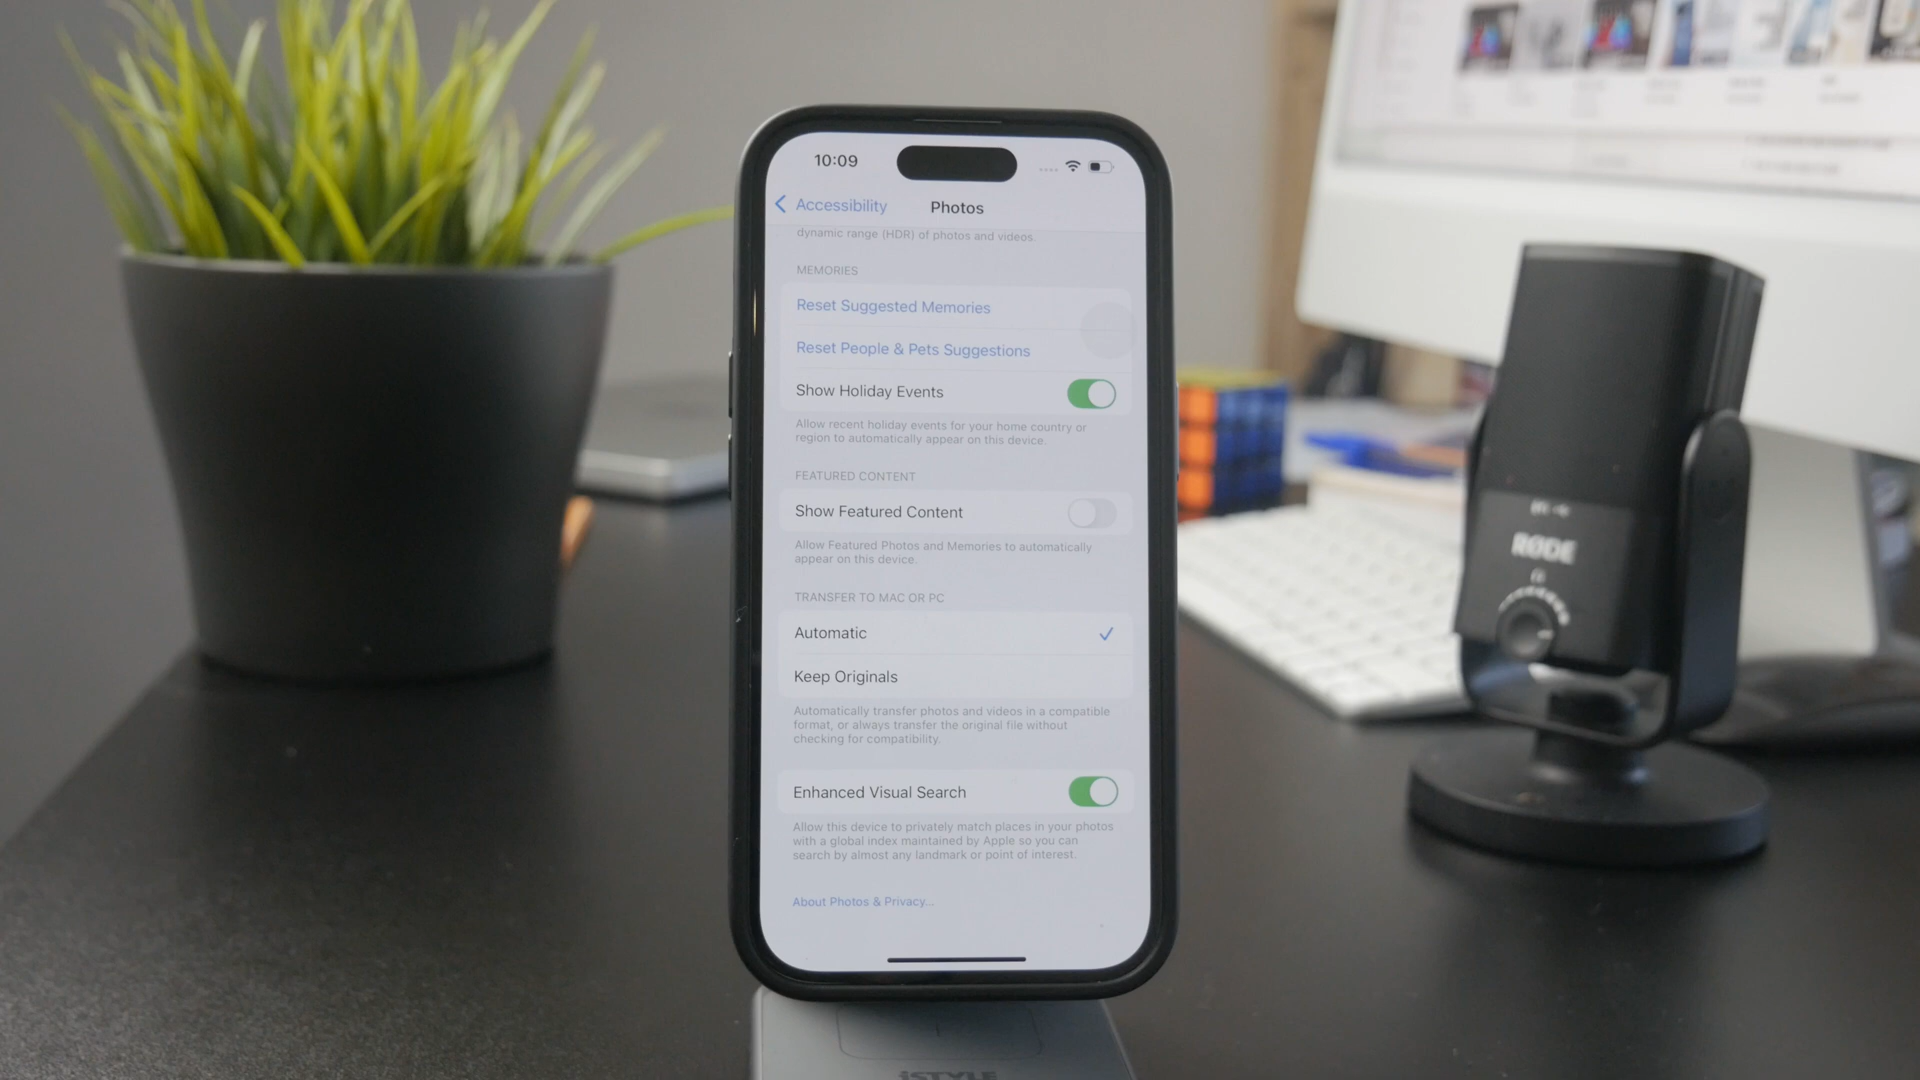 10:09
Accessibility
Photos
dynamic range (HDR) of photos and videos.
MEMORIES
Reset Suggested Memories
Reset People & Pets Suggestions
Show Holiday Events
Allow recent holiday events for your home country or
region to automatically appear on this device.
FEATURED CONTENT
Show Featured Content
Allow Featured Photos and Memories to automatically
appear on this device.
TRANSFER TO MAC OR PC
Automatic
Keep Originals
Automatically transfer photos and videos in a compatible
format, or always transfer the original file without
checking for compatibility.
Enhanced Visual Search
Allow this device to privately match places in your photos
with a global index maintained by Apple so you can
search by almost any landmark or point of interest.
About Photos & Privacy...
RØDE
iSTYLE